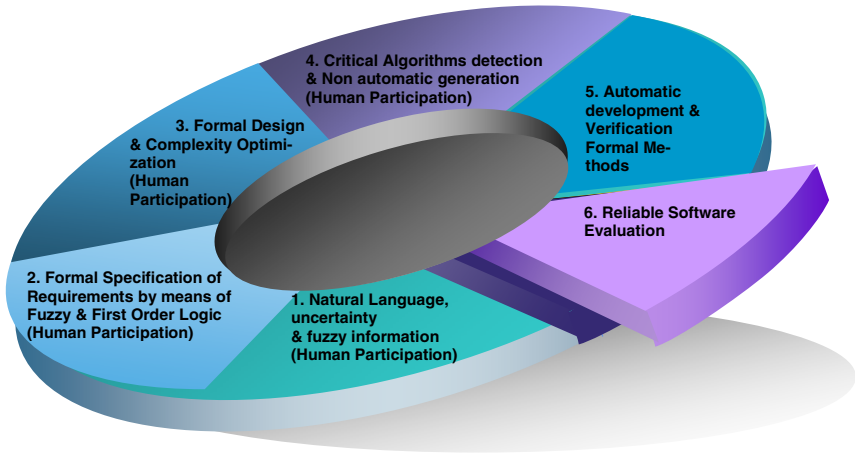 4. Critical Algorithms detection
& Non automatic generation
(Human Participation)
5. Automatic
development &
Verification
Formal Me-
thods
3. Formal Design
& Complexity Optimi-
zation
(Human
Participation)
6. Reliable Software
Evaluation
2. Formal Specification of
Requirements by means of
Fuzzy & First Order Logic
(Human Participation)
1. Natural Language,
uncertainty
& fuzzy information
(Human Participation)